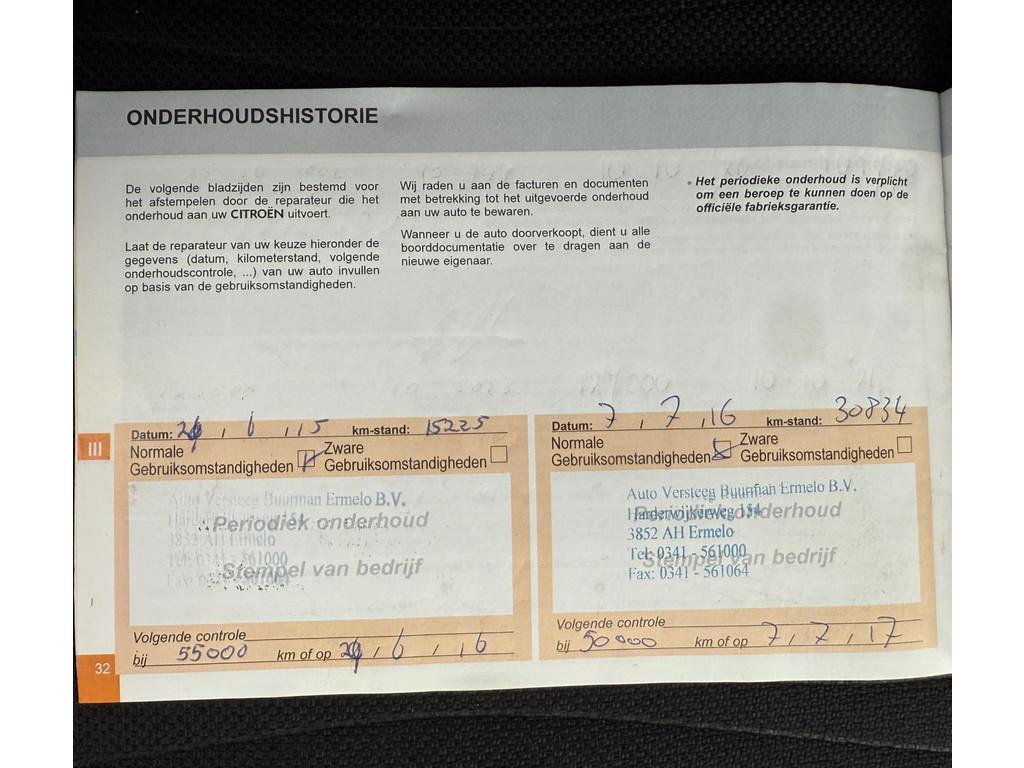 ONDERHOUDSHISTORIE
De volgende bladzijden zijn bestemd voor
het afstempelen door de reparateur die het
onderhoud aan uw CITROËN uitvoert.
Laat de reparateur van uw keuze hieronder de
gegevens (datum, kilometerstand, volgende
onderhoudscontrole, ...) van uw auto invullen
op basis van de gebruiksomstandigheden.
Wij raden u aan de facturen en documenten
met betrekking tot het uitgevoerde onderhoud
aan uw auto te bewaren.
Wanneer u de auto doorverkoopt, dient u alle
boorddocumentatie over te dragen aan de
nieuwe eigenaar.
• Het periodieke onderhoud is verplicht
om een beroep te kunnen doen op de
officiële fabrieksgarantie.
III
Datum: / 6 / 15 km-stand: 15225
Normale
Gebruiksomstandigheden
Zware
Gebruiksomstandigheden
Auto Versteeg Buurman Ermelo B.V.
Periodiek onderhoud
3852 AH Ermelo
561000
Stempel van bedrijf
Volgende controle
bij 55000 km of op / 6 / 16
Datum: 7 / 7 / 16 km-stand: 30834
Normale
Gebruiksomstandigheden
Zware
Gebruiksomstandigheden
Auto Versteeg Buurman Ermelo B.V.
Harderwijkerweg 154
Periodiek onderhoud
3852 AH Ermelo
Tel: 0341 - 561000
Stempel van bedrijf
Fax: 0341 - 561064
Volgende controle
bij 50000 km of op 7 / 7 / 17
32